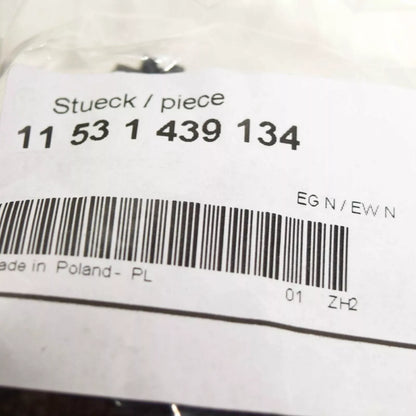 Stueck / piece
11 53 1 439 134
EG N / EW N
ade in Poland - PL
01 ZH2